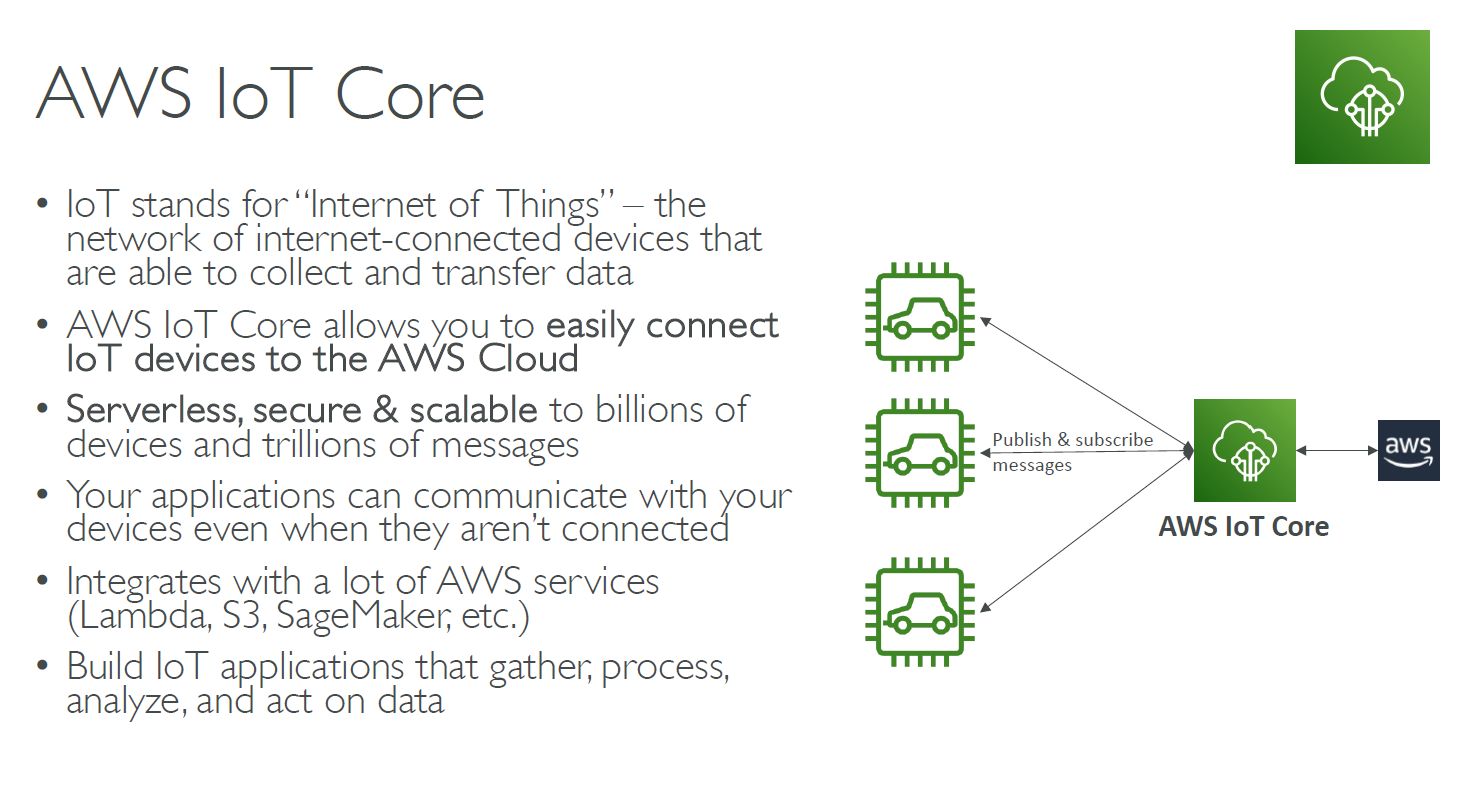 AWS IoT Core
• IoT stands for “Internet of Things” – the
network of internet-connected devices that
are able to collect and transfer data
• AWS IoT Core allows you to easily connect
IoT devices to the AWS Cloud
• Serverless, secure & scalable to billions of
devices and trillions of messages
• Your applications can communicate with your
devices even when they aren’t connected
• Integrates with a lot of AWS services
(Lambda, S3, SageMaker, etc.)
• Build IoT applications that gather, process,
analyze, and act on data
Publish & subscribe
messages
AWS IoT Core
aws